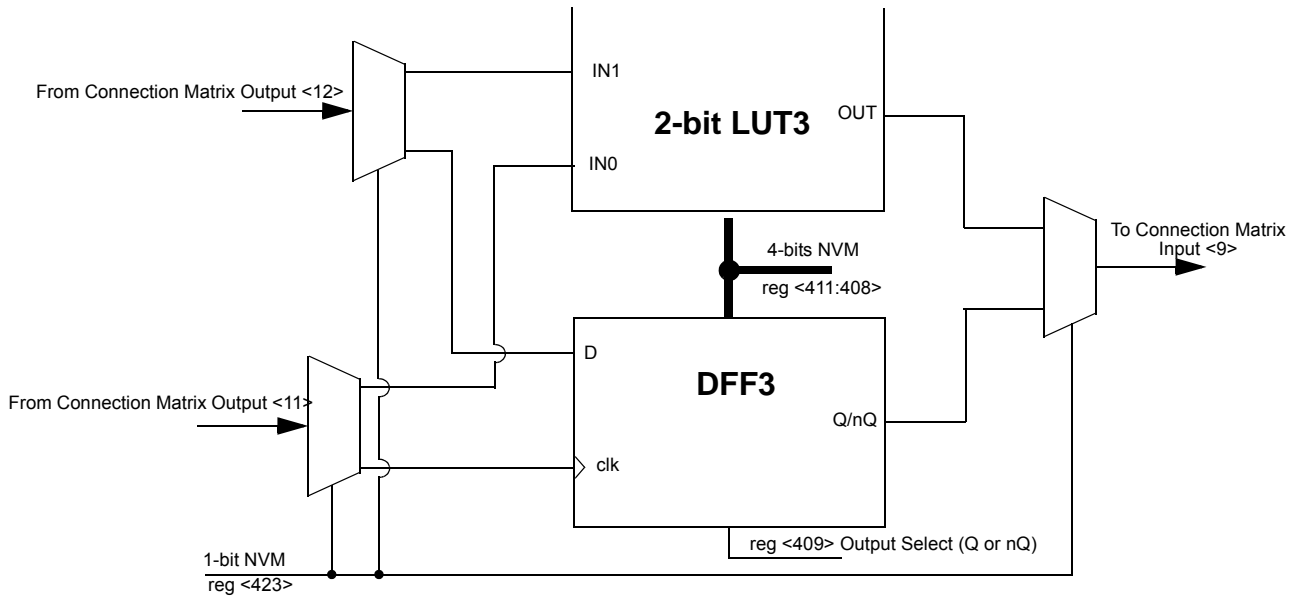 From Connection Matrix Output <12>
IN1
2-bit LUT3
OUT
IN0
To Connection Matrix
Input <9>
4-bits NVM
reg <411:408>
D
DFF3
From Connection Matrix Output <11>
Q/nQ
clk
reg <409> Output Select (Q or nQ)
1-bit NVM
reg <423>